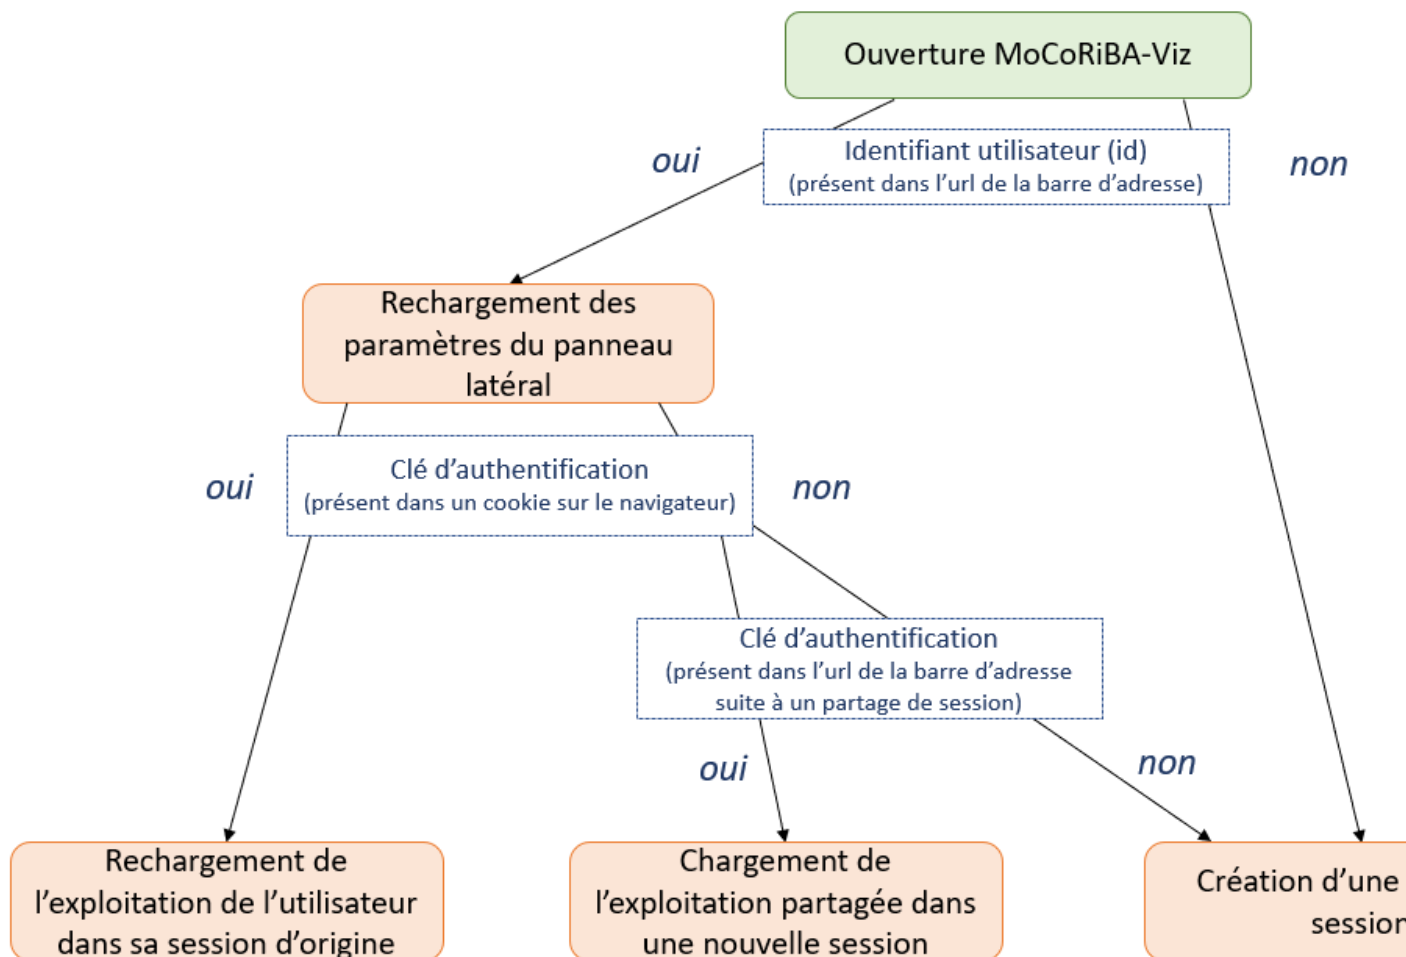 Ouverture MoCoRiBA-Viz
oui
Identifiant utilisateur (id)
(présent dans l’url de la barre d’adresse)
non
Rechargement des
paramètres du panneau
latéral
oui
Clé d’authentification
(présent dans un cookie sur le navigateur)
non
Clé d’authentification
(présent dans l’url de la barre d’adresse
suite à un partage de session)
oui
non
Rechargement de
l’exploitation de l’utilisateur
dans sa session d’origine
Chargement de
l’exploitation partagée dans
une nouvelle session
Création d’une
session